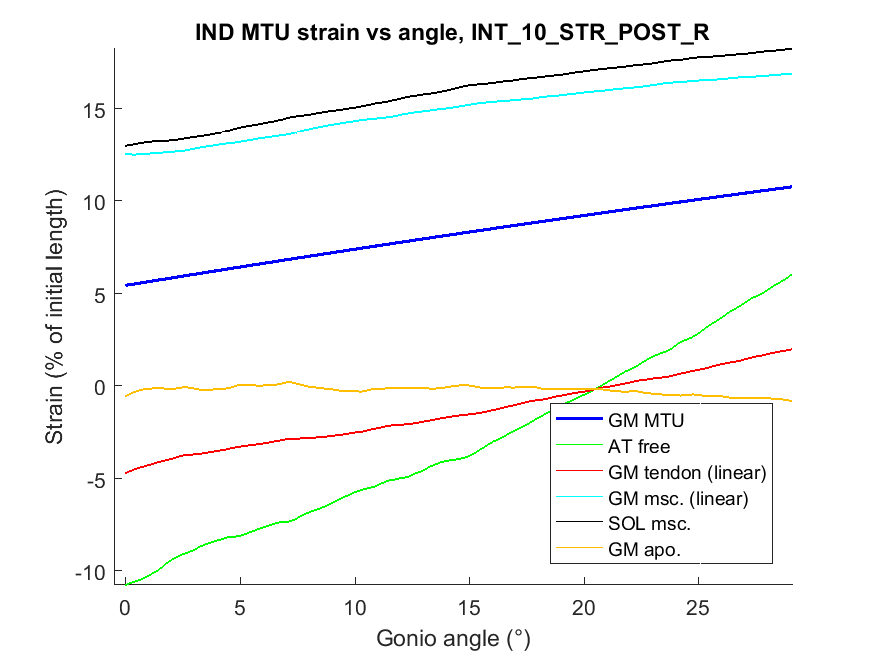 IND MTU strain vs angle, INT_10_STR_POST_R
Strain (% of initial length)
15
10
5
0
-5
-10
0 5 10 15 20 25
Gonio angle (°)
GM MTU
AT free
GM tendon (linear)
GM msc. (linear)
SOL msc.
GM apo.